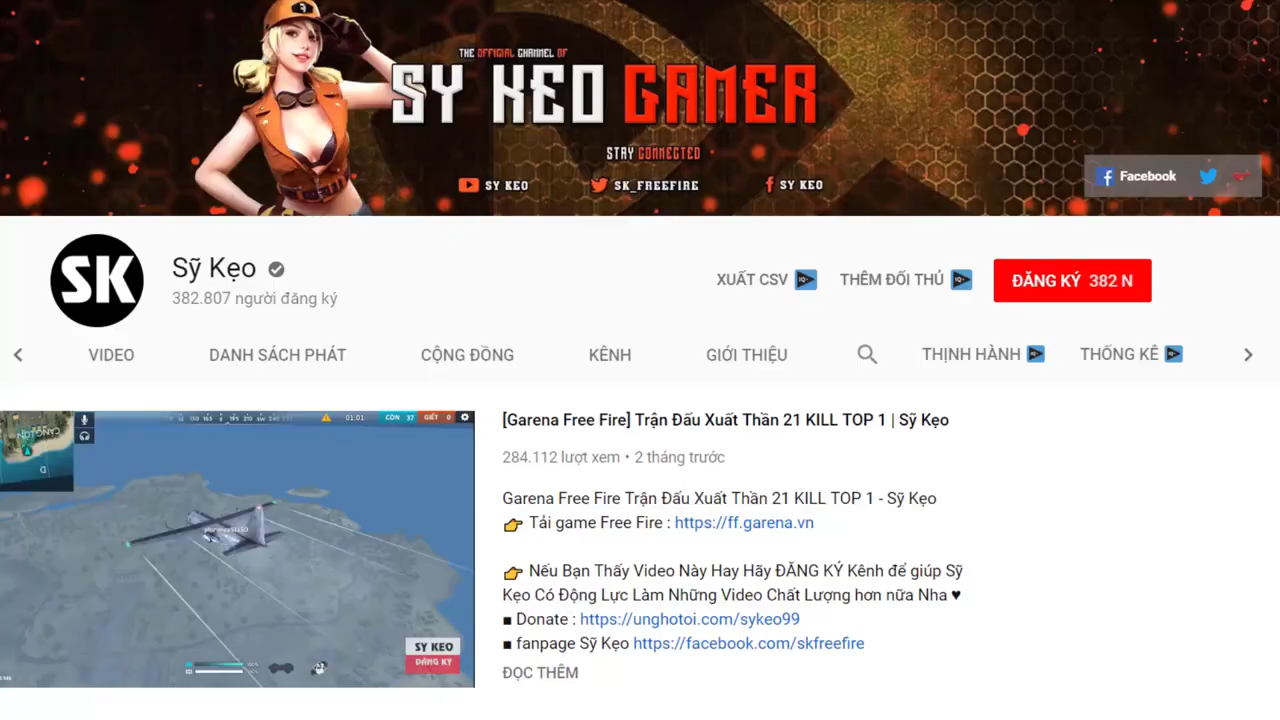 THE OFFICIAL CHANNEL OF
SY KEO GAMER
STAY CONNECTED
SY KEO
SK_FREEFIRE
SY KEO
Facebook
SK
Sỹ Kẹo
382.807 người đăng ký
XUẤT CSV
THÊM ĐỐI THỦ
ĐĂNG KÝ 382 N
VIDEO
DANH SÁCH PHÁT
CỘNG ĐỒNG
KÊNH
GIỚI THIỆU
THỊNH HÀNH
THỐNG KÊ
01:01
CÒN 37
GIẾT 0
SY KEO
ĐĂNG KÝ
[Garena Free Fire] Trận Đấu Xuất Thần 21 KILL TOP 1 | Sỹ Kẹo
284.112 lượt xem • 2 tháng trước
Garena Free Fire Trận Đấu Xuất Thần 21 KILL TOP 1 - Sỹ Kẹo
👉 Tải game Free Fire : https://ff.garena.vn
👉 Nếu Bạn Thấy Video Này Hay Hãy ĐĂNG KÝ Kênh để giúp Sỹ
Kẹo Có Động Lực Làm Những Video Chất Lượng hơn nữa Nha ♥
■ Donate : https://unghotoi.com/sykeo99
■ fanpage Sỹ Kẹo https://facebook.com/skfreefire
ĐỌC THÊM